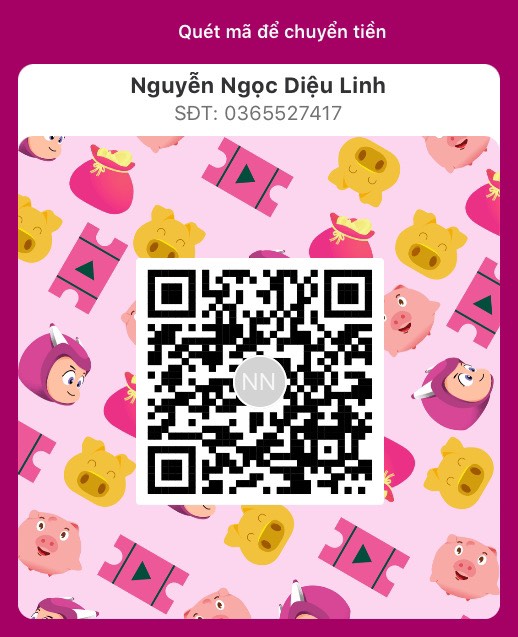 Quét mã để chuyển tiền
Nguyễn Ngọc Diệu Linh
SĐT: 0365527417
NN